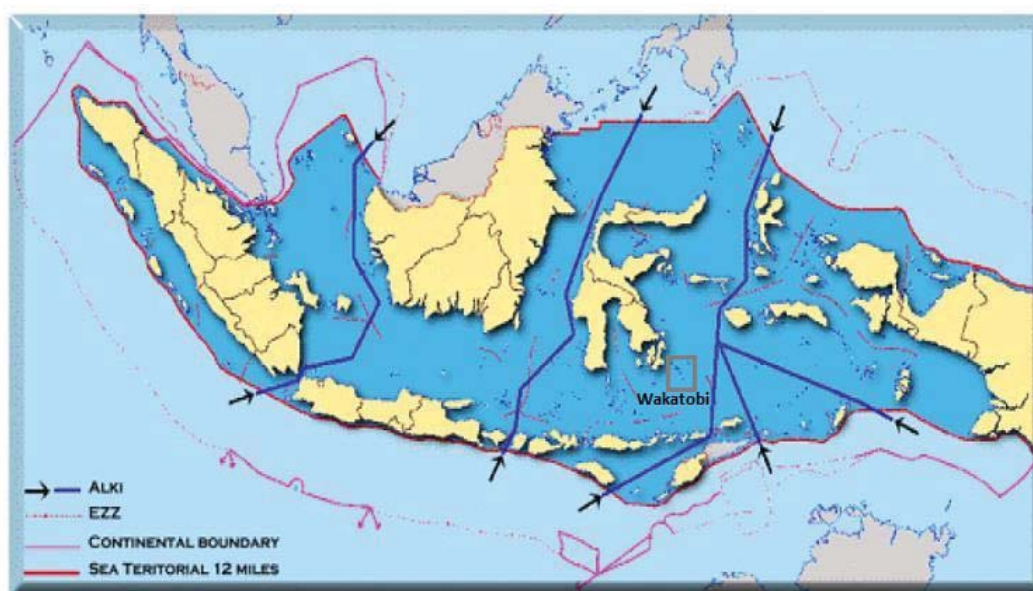 Wakatobi
ALKI
EZZ
CONTINENTAL BOUNDARY
SEA TERITORIAL 12 MILES